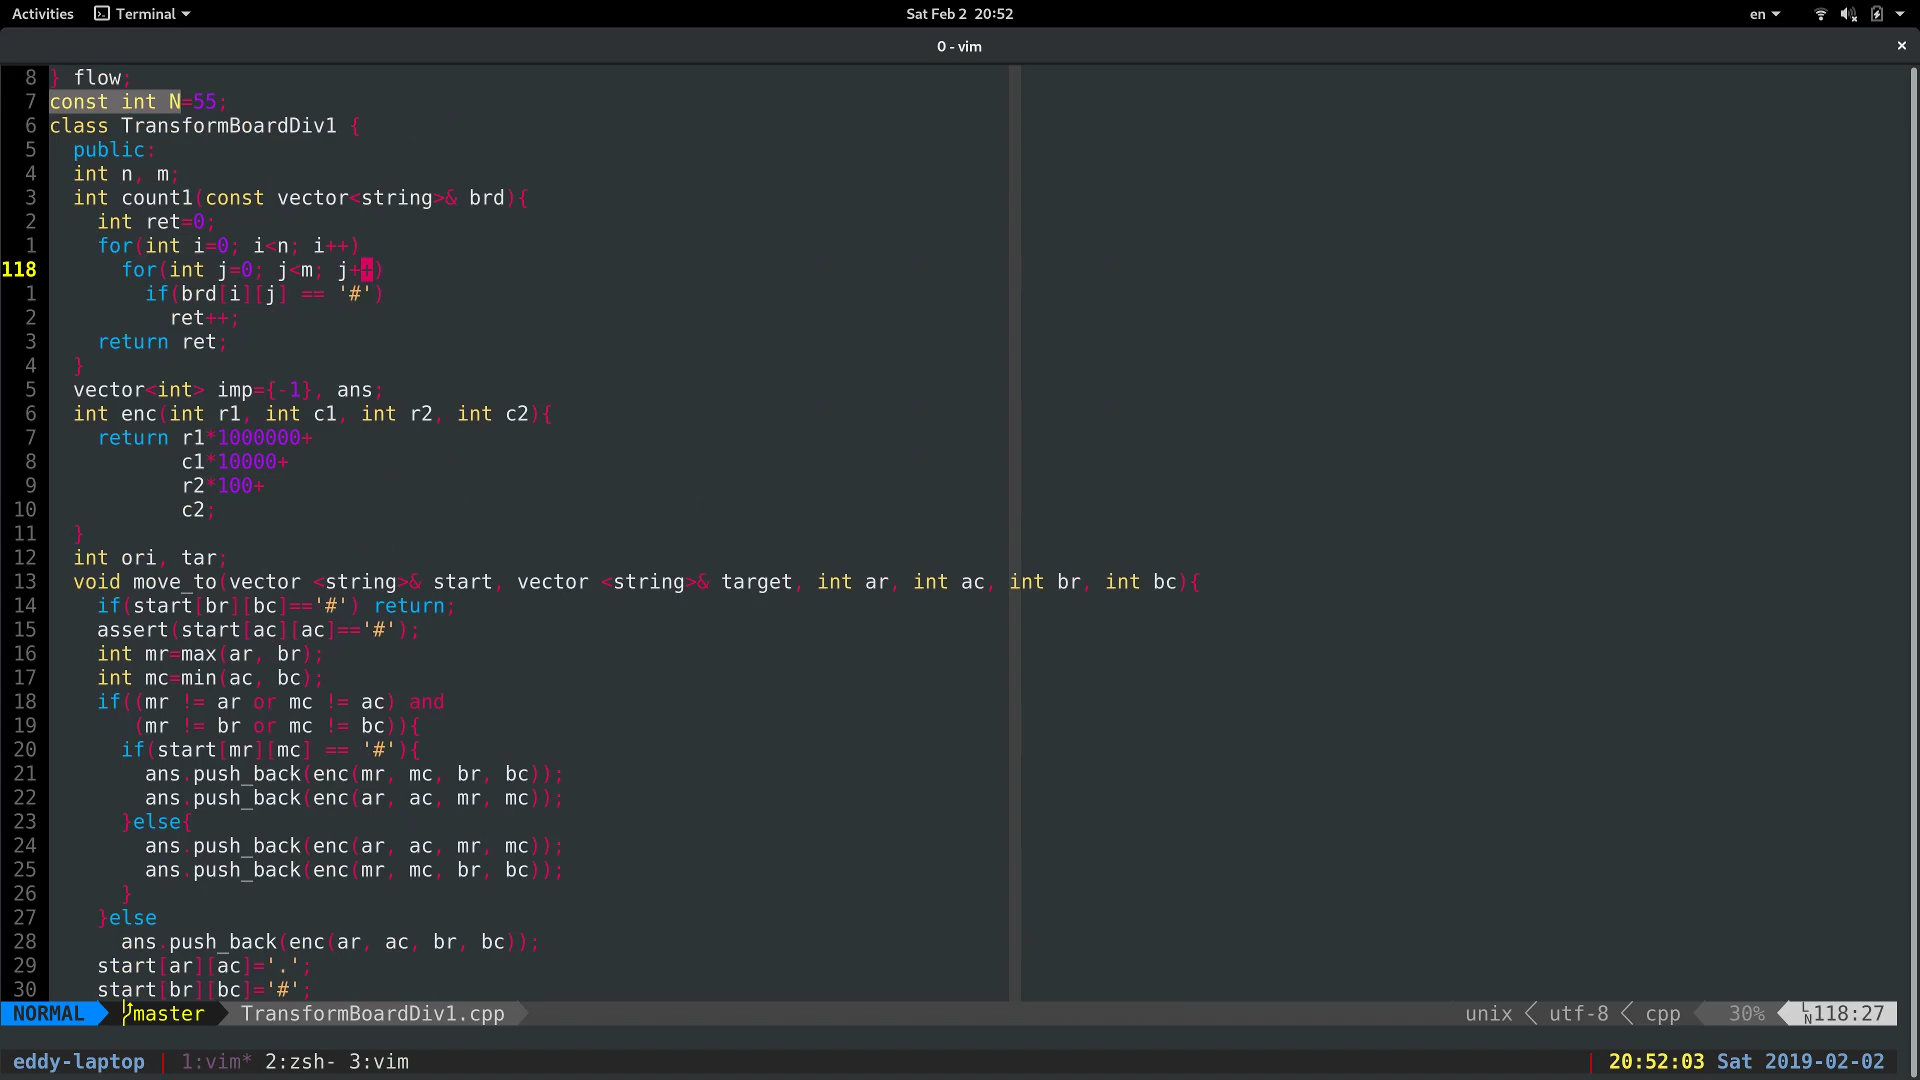 Activities Terminal Sat Feb 2 20:52 en
0 - vim
8 } flow;
7 const int N=55;
6 class TransformBoardDiv1 {
5   public:
4   int n, m;
3   int count1(const vector<string>& brd){
2     int ret=0;
1     for(int i=0; i<n; i++)
118       for(int j=0; j<m; j++)
1         if(brd[i][j] == '#')
2           ret++;
3     return ret;
4   }
5   vector<int> imp={-1}, ans;
6   int enc(int r1, int c1, int r2, int c2){
7     return r1*1000000+
8            c1*10000+
9            r2*100+
10            c2;
11   }
12   int ori, tar;
13   void move_to(vector <string>& start, vector <string>& target, int ar, int ac, int br, int bc){
14     if(start[br][bc]=='#') return;
15     assert(start[ac][ac]=='#');
16     int mr=max(ar, br);
17     int mc=min(ac, bc);
18     if((mr != ar or mc != ac) and
19        (mr != br or mc != bc)){
20       if(start[mr][mc] == '#'){
21         ans.push_back(enc(mr, mc, br, bc));
22         ans.push_back(enc(ar, ac, mr, mc));
23       }else{
24         ans.push_back(enc(ar, ac, mr, mc));
25         ans.push_back(enc(mr, mc, br, bc));
26       }
27     }else
28       ans.push_back(enc(ar, ac, br, bc));
29     start[ar][ac]='.';
30     start[br][bc]='#';
NORMAL master TransformBoardDiv1.cpp unix utf-8 cpp 30% LN 118:27
eddy-laptop 1:vim* 2:zsh- 3:vim 20:52:03 Sat 2019-02-02